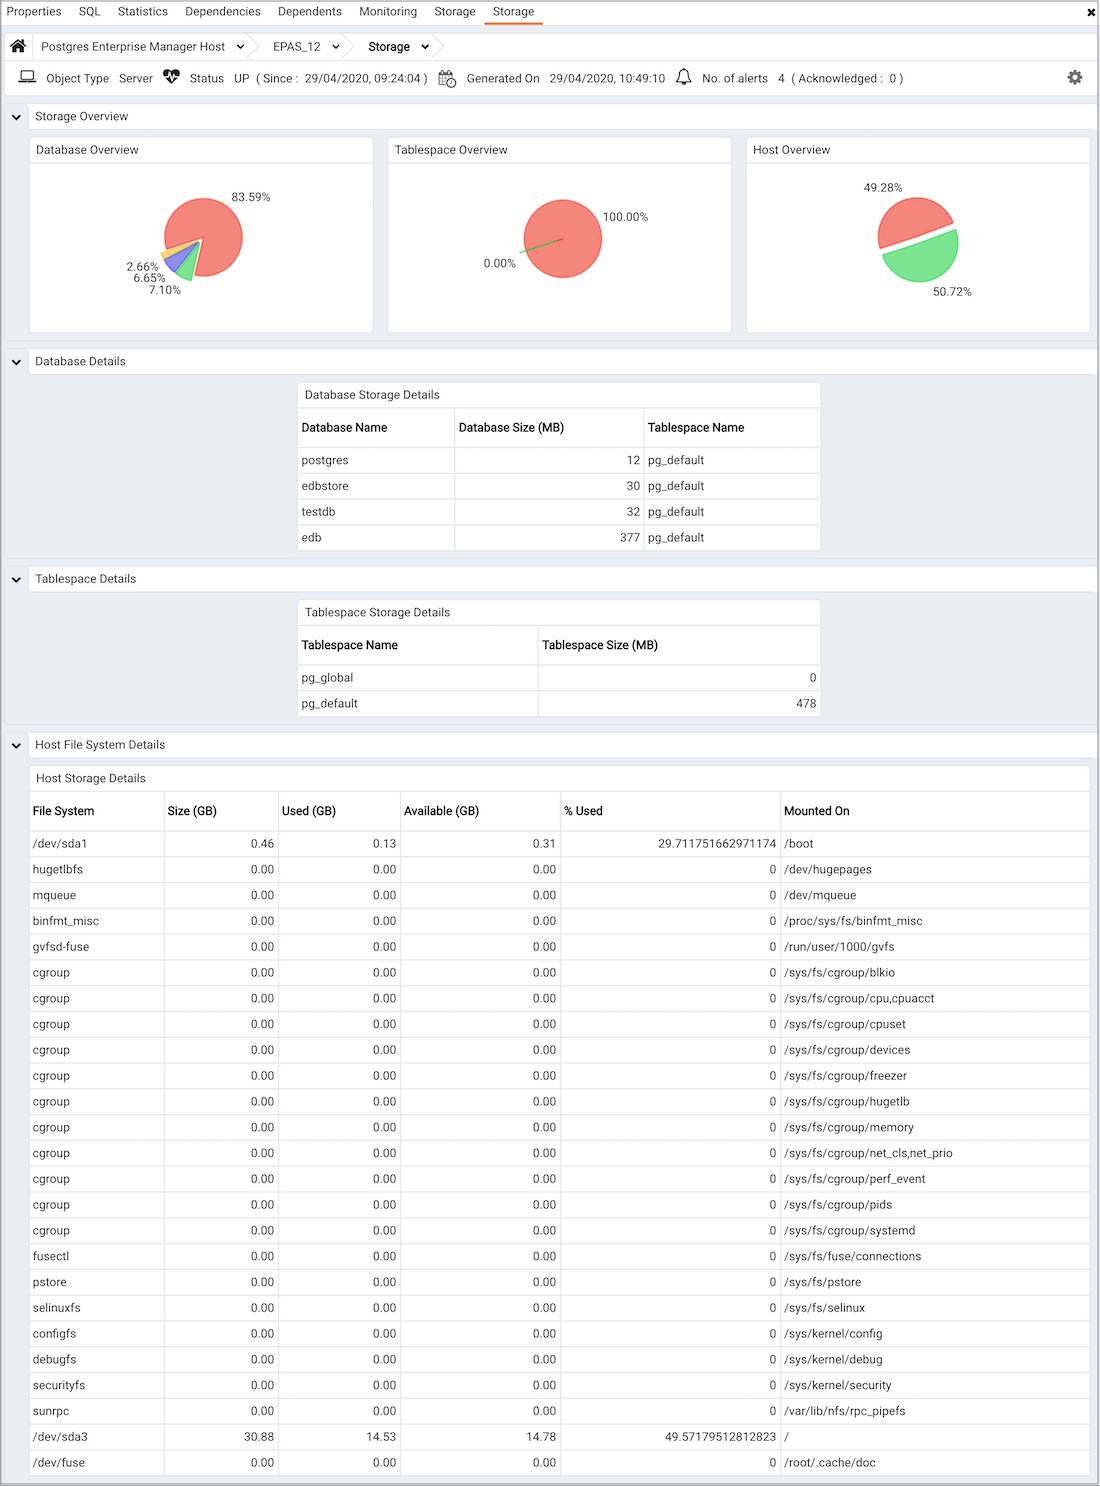 Properties SQL Statistics Dependencies Dependents Monitoring Storage Storage
Postgres Enterprise Manager Host EPAS_12 Storage
Object Type Server Status UP ( Since : 29/04/2020, 09:24:04 ) Generated On 29/04/2020, 10:49:10 No. of alerts 4 ( Acknowledged : 0 )
Storage Overview
Database Overview Tablespace Overview Host Overview
83.59%
2.66%
6.65%
7.10%
100.00%
0.00%
49.28%
50.72%
Database Details
Database Storage Details
Database Name Database Size (MB) Tablespace Name
postgres 12 pg_default
edbstore 30 pg_default
testdb 32 pg_default
edb 377 pg_default
Tablespace Details
Tablespace Storage Details
Tablespace Name Tablespace Size (MB)
pg_global 0
pg_default 478
Host File System Details
Host Storage Details
File System Size (GB) Used (GB) Available (GB) % Used Mounted On
/dev/sda1 0.46 0.13 0.31 29.711751662971174 /boot
hugetlbfs 0.00 0.00 0.00 0 /dev/hugepages
mqueue 0.00 0.00 0.00 0 /dev/mqueue
binfmt_misc 0.00 0.00 0.00 0 /proc/sys/fs/binfmt_misc
gvfsd-fuse 0.00 0.00 0.00 0 /run/user/1000/gvfs
cgroup 0.00 0.00 0.00 0 /sys/fs/cgroup/blkio
cgroup 0.00 0.00 0.00 0 /sys/fs/cgroup/cpu,cpuacct
cgroup 0.00 0.00 0.00 0 /sys/fs/cgroup/cpuset
cgroup 0.00 0.00 0.00 0 /sys/fs/cgroup/devices
cgroup 0.00 0.00 0.00 0 /sys/fs/cgroup/freezer
cgroup 0.00 0.00 0.00 0 /sys/fs/cgroup/hugetlb
cgroup 0.00 0.00 0.00 0 /sys/fs/cgroup/memory
cgroup 0.00 0.00 0.00 0 /sys/fs/cgroup/net_cls,net_prio
cgroup 0.00 0.00 0.00 0 /sys/fs/cgroup/perf_event
cgroup 0.00 0.00 0.00 0 /sys/fs/cgroup/pids
cgroup 0.00 0.00 0.00 0 /sys/fs/cgroup/systemd
fusectl 0.00 0.00 0.00 0 /sys/fs/fuse/connections
pstore 0.00 0.00 0.00 0 /sys/fs/pstore
selinuxfs 0.00 0.00 0.00 0 /sys/fs/selinux
configfs 0.00 0.00 0.00 0 /sys/kernel/config
debugfs 0.00 0.00 0.00 0 /sys/kernel/debug
securityfs 0.00 0.00 0.00 0 /sys/kernel/security
sunrpc 0.00 0.00 0.00 0 /var/lib/nfs/rpc_pipefs
/dev/sda3 30.88 14.53 14.78 49.57179512812823 /
/dev/fuse 0.00 0.00 0.00 0 /root/.cache/doc